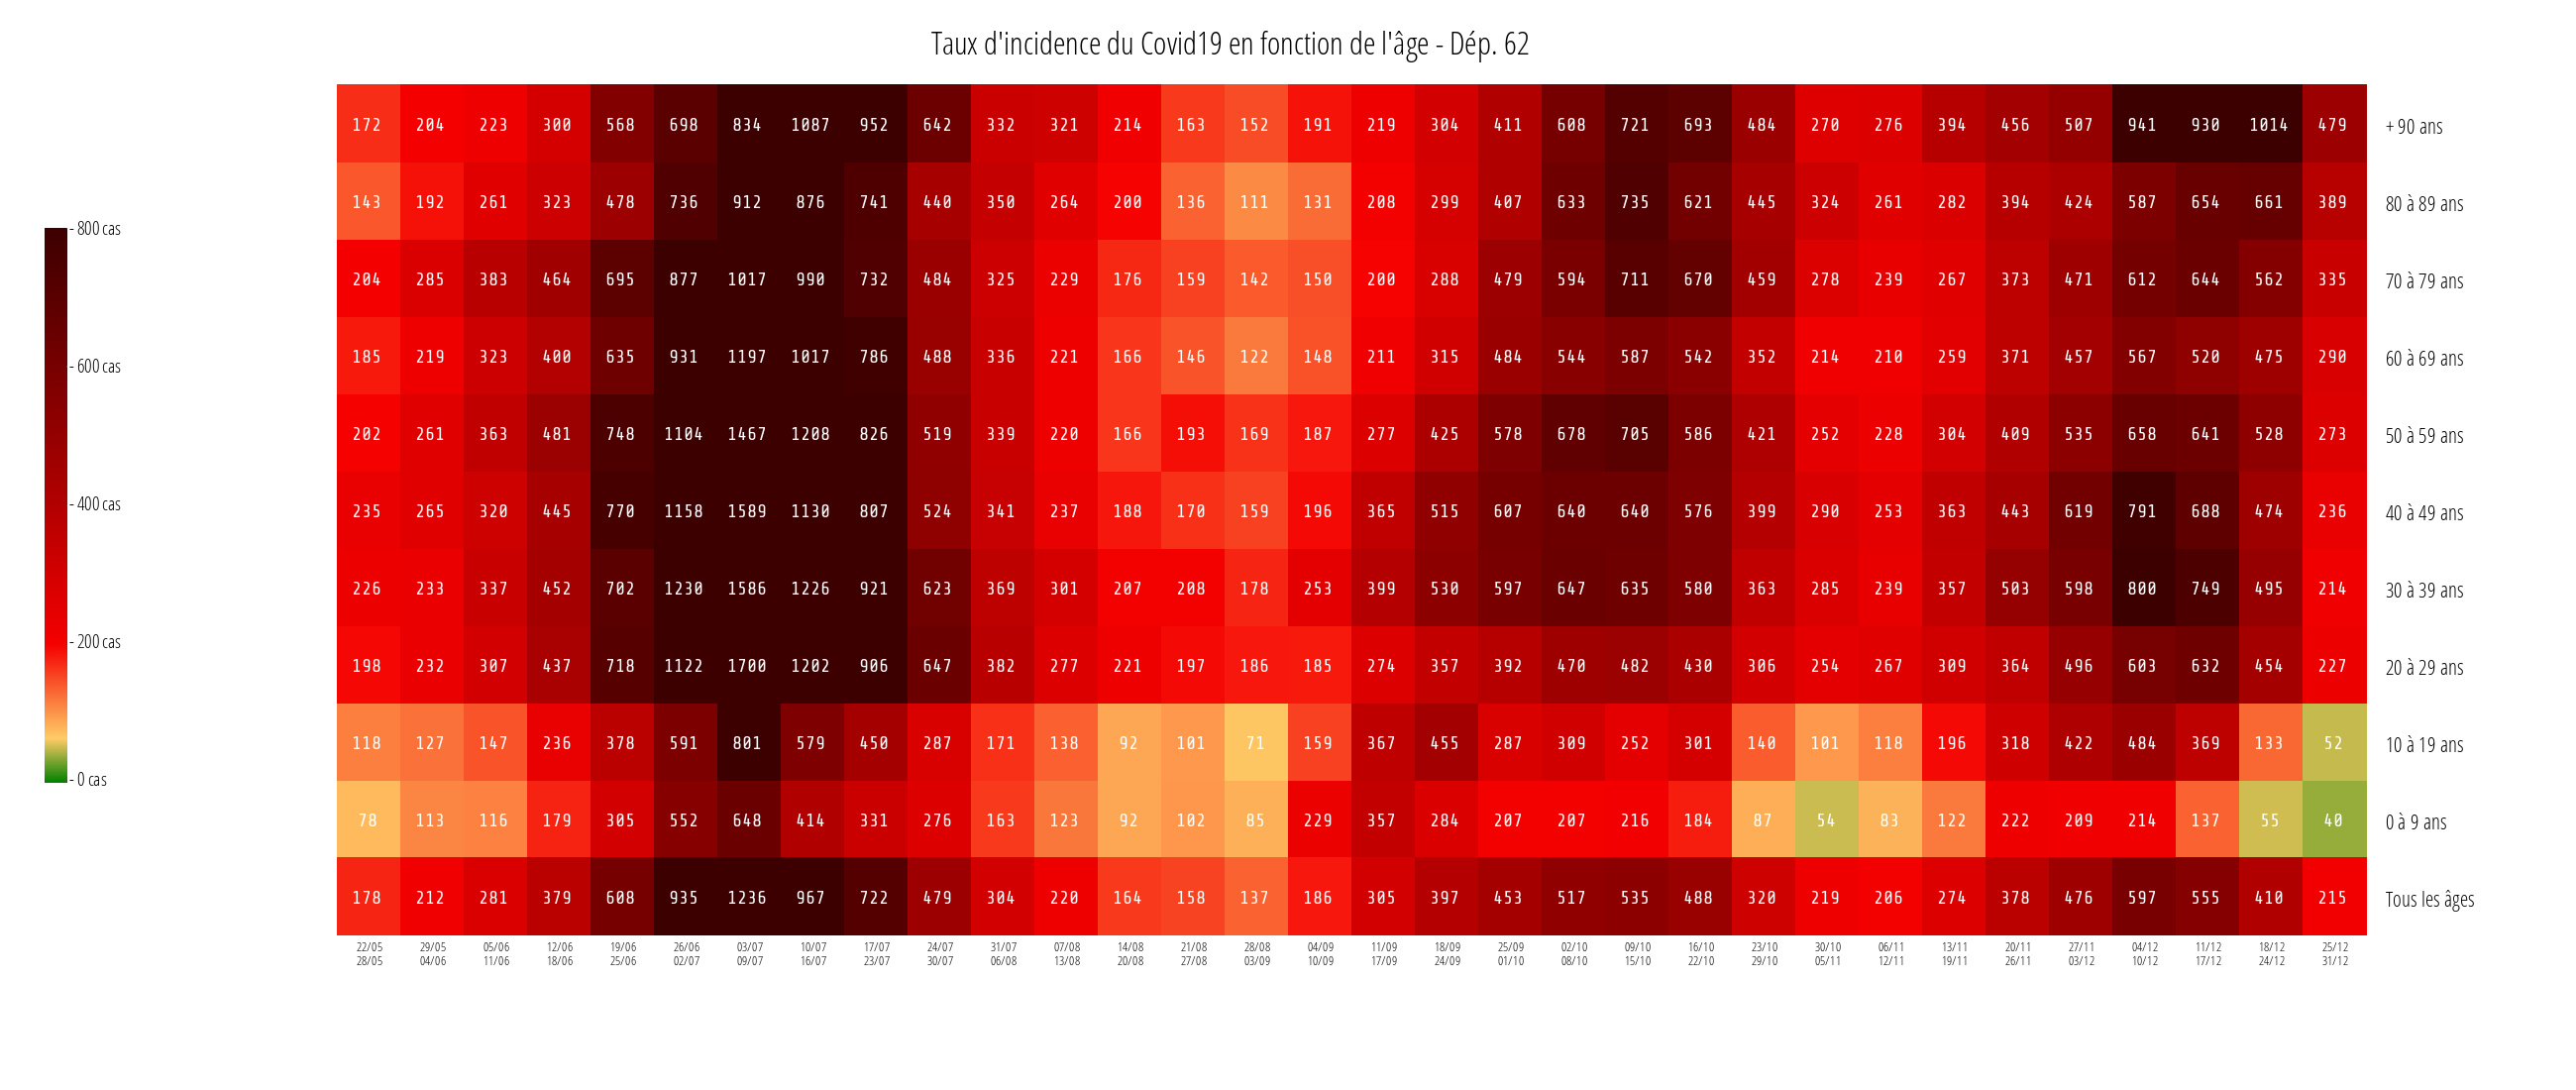 Taux d'incidence du Covid19 en fonction de l'âge - Dép. 62
- 800 cas
- 600 cas
- 400 cas
- 200 cas
- 0 cas
172 204 223 300 568 698 834 1087 952 642 332 321 214 163 152 191 219 304 411 608 721 693 484 270 276 394 456 507 941 930 1014 479 + 90 ans
143 192 261 323 478 736 912 876 741 440 350 264 200 136 111 131 208 299 407 633 735 621 445 324 261 282 394 424 587 654 661 389 80 à 89 ans
204 285 383 464 695 877 1017 990 732 484 325 229 176 159 142 150 200 288 479 594 711 670 459 278 239 267 373 471 612 644 562 335 70 à 79 ans
185 219 323 400 635 931 1197 1017 786 488 336 221 166 146 122 148 211 315 484 544 587 542 352 214 210 259 371 457 567 520 475 290 60 à 69 ans
202 261 363 481 748 1104 1467 1208 826 519 339 220 166 193 169 187 277 425 578 678 705 586 421 252 228 304 409 535 658 641 528 273 50 à 59 ans
235 265 320 445 770 1158 1589 1130 807 524 341 237 188 170 159 196 365 515 607 640 640 576 399 290 253 363 443 619 791 688 474 236 40 à 49 ans
226 233 337 452 702 1230 1586 1226 921 623 369 301 207 208 178 253 399 530 597 647 635 580 363 285 239 357 503 598 800 749 495 214 30 à 39 ans
198 232 307 437 718 1122 1700 1202 906 647 382 277 221 197 186 185 274 357 392 470 482 430 306 254 267 309 364 496 603 632 454 227 20 à 29 ans
118 127 147 236 378 591 801 579 450 287 171 138 92 101 71 159 367 455 287 309 252 301 140 101 118 196 318 422 484 369 133 52 10 à 19 ans
78 113 116 179 305 552 648 414 331 276 163 123 92 102 85 229 357 284 207 207 216 184 87 54 83 122 222 209 214 137 55 40 0 à 9 ans
178 212 281 379 608 935 1236 967 722 479 304 220 164 158 137 186 305 397 453 517 535 488 320 219 206 274 378 476 597 555 410 215 Tous les âges
22/05 29/05 05/06 12/06 19/06 26/06 03/07 10/07 17/07 24/07 31/07 07/08 14/08 21/08 28/08 04/09 11/09 18/09 25/09 02/10 09/10 16/10 23/10 30/10 06/11 13/11 20/11 27/11 04/12 11/12 18/12 25/12
28/05 04/06 11/06 18/06 25/06 02/07 09/07 16/07 23/07 30/07 06/08 13/08 20/08 27/08 03/09 10/09 17/09 24/09 01/10 08/10 15/10 22/10 29/10 05/11 12/11 19/11 26/11 03/12 10/12 17/12 24/12 31/12